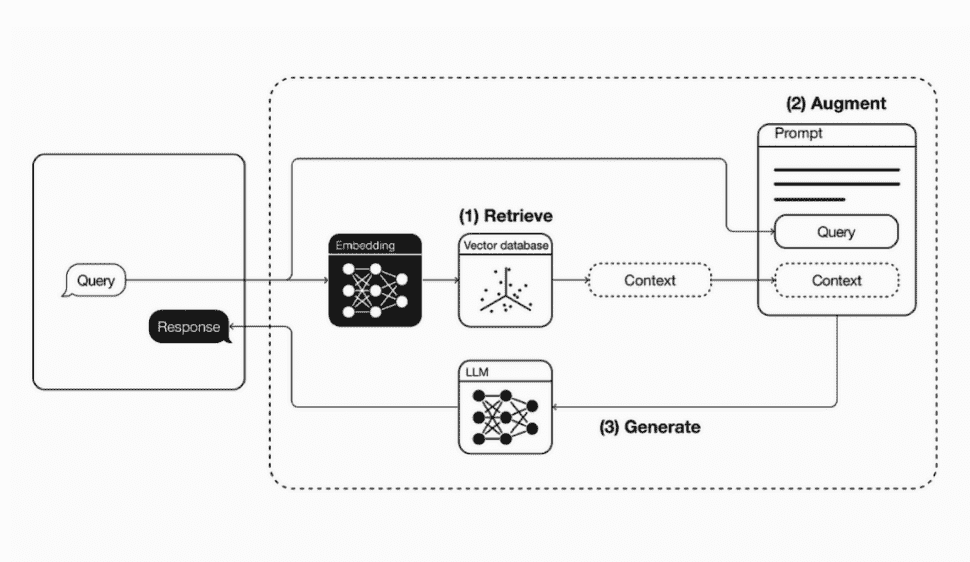 (2) Augment
Prompt
(1) Retrieve
Query
Embedding
Vector database
Query
Context
Context
Response
LLM
(3) Generate